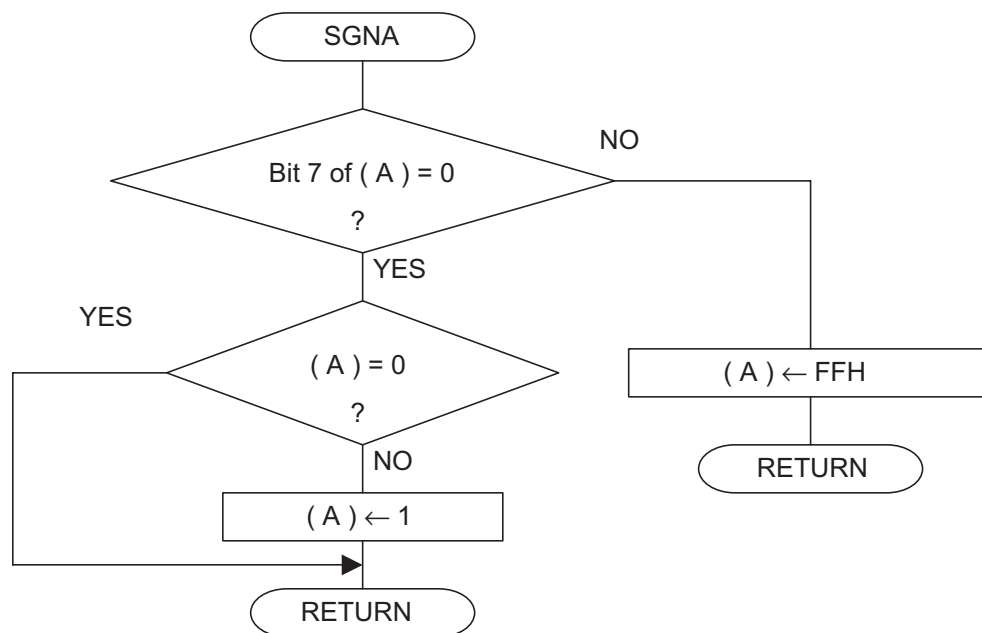 SGNA
NO
Bit 7 of ( A ) = 0
?
YES
YES
( A ) = 0
?
( A ) ← FFH
NO
RETURN
( A ) ← 1
RETURN